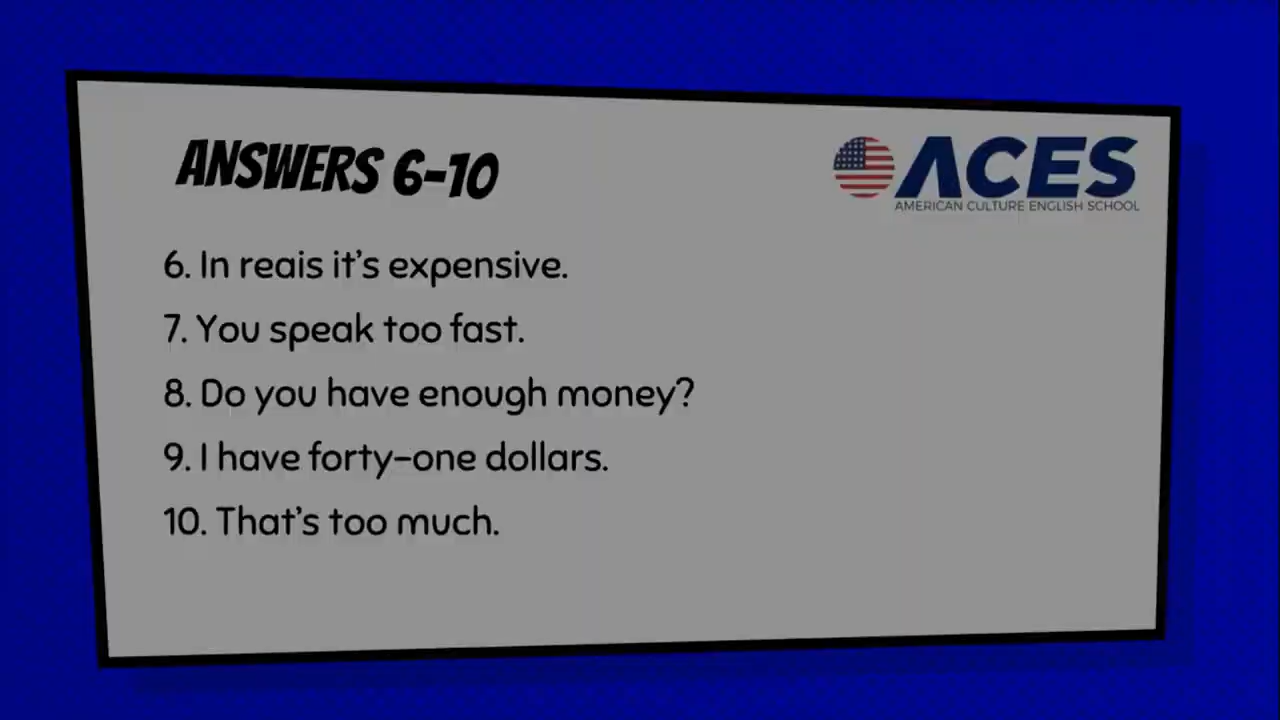 ANSWERS 6-10
ACES
AMERICAN CULTURE ENGLISH SCHOOL
6. In reais it's expensive.
7. You speak too fast.
8. Do you have enough money?
9. I have forty-one dollars.
10. That's too much.